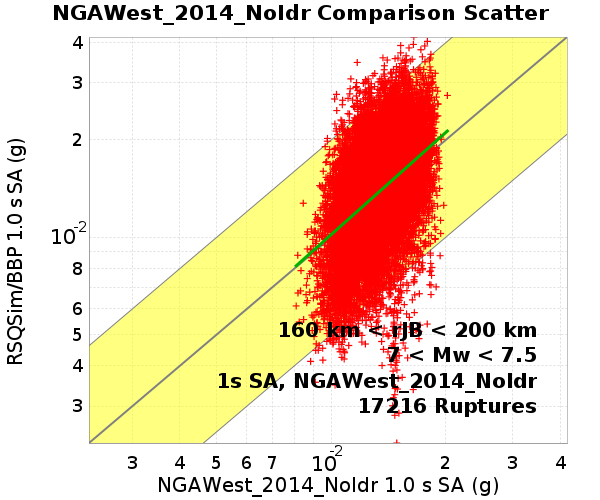 NGAWest_2014_NoIdr Comparison Scatter
4
3
2
10-2
8
6
5
4
3
RSQSim/BBP 1.0 s SA (g)
160 km < rJB < 200 km
7 < Mw < 7.5
1s SA, NGAWest_2014_NoIdr
17216 Ruptures
3 4 5 6 7 10-2 2 3 4
NGAWest_2014_NoIdr 1.0 s SA (g)